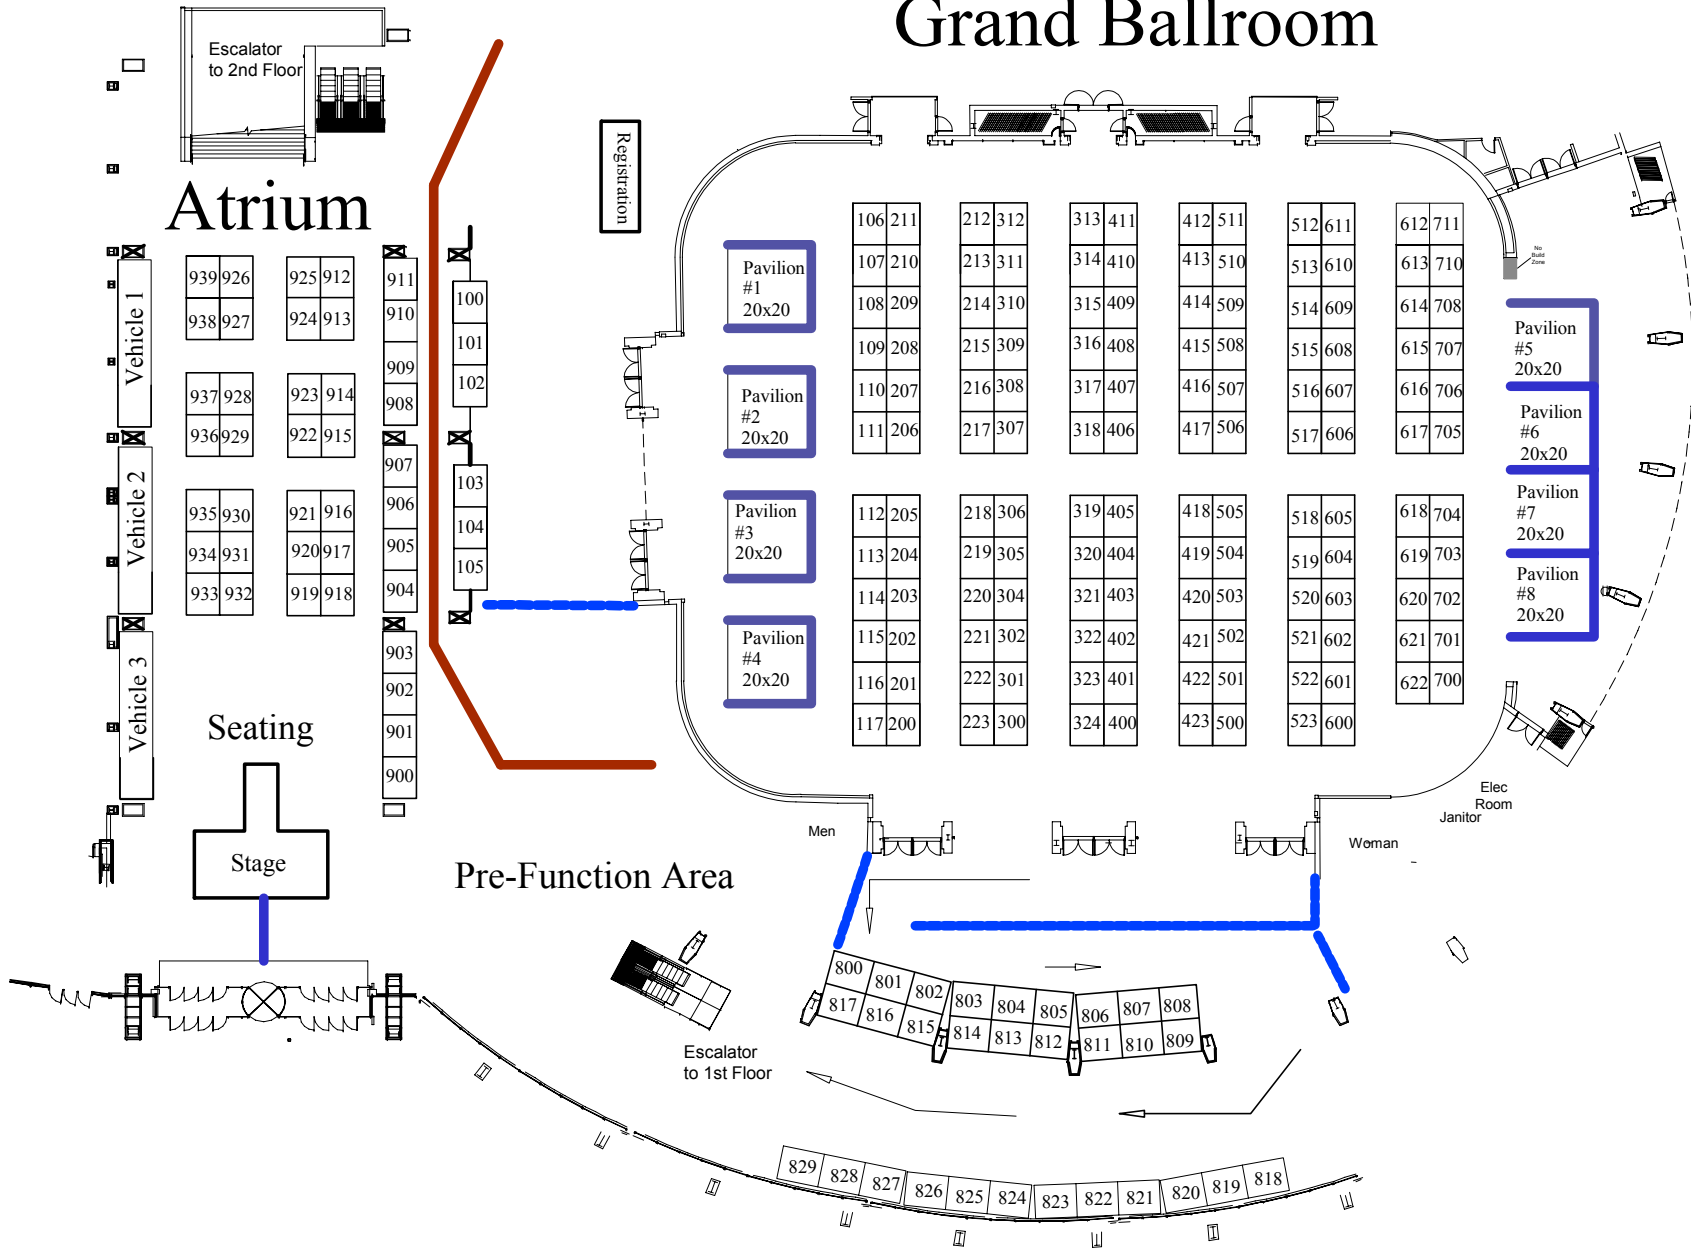 Grand Ballroom
Escalator
to 2nd Floor
Registration
Atrium
106 211 212 312 313 411 412 511 512 611 612 711
107 210 213 311 314 410 413 510 513 610 613 710
108 209 214 310 315 409 414 509 514 609 614 708
109 208 215 309 316 408 415 508 515 608 615 707
110 207 216 308 317 407 416 507 516 607 616 706
111 206 217 307 318 406 417 506 517 606 617 705
112 205 218 306 319 405 418 505 518 605 618 704
113 204 219 305 320 404 419 504 519 604 619 703
114 203 220 304 321 403 420 503 520 603 620 702
115 202 221 302 322 402 421 502 521 602 621 701
116 201 222 301 323 401 422 501 522 601 622 700
117 200 223 300 324 400 423 500 523 600
No
Build
Zone
Pavilion
#1
20x20
Pavilion
#2
20x20
Pavilion
#3
20x20
Pavilion
#4
20x20
Pavilion
#5
20x20
Pavilion
#6
20x20
Pavilion
#7
20x20
Pavilion
#8
20x20
Vehicle 1
Vehicle 2
Vehicle 3
939 926 925 912
938 927 924 913
937 928 923 914
936 929 922 915
935 930 921 916
934 931 920 917
933 932 919 918
911
910
909
908
907
906
905
904
903
902
901
900
100
101
102
103
104
105
Seating
Stage
Pre-Function Area
Men
Woman
Elec
Room
Janitor
Escalator
to 1st Floor
800 801 802 803 804 805 806 807 808
817 816 815 814 813 812 811 810 809
829 828 827 826 825 824 823 822 821 820 819 818